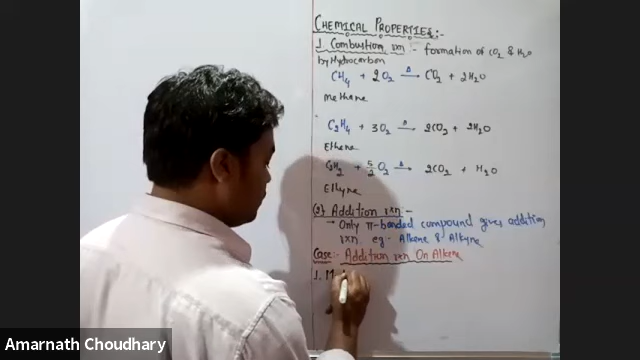 CHEMICAL PROPERTIES:-
1. Combustion rxn :- formation of CO₂ & H₂O
by Hydrocarbon
CH₄ + 2O₂ →Δ CO₂ + 2H₂O
Methane
C₂H₄ + 3O₂ →Δ 2CO₂ + 2H₂O
Ethene
C₂H₂ + 5/2 O₂ →Δ 2CO₂ + H₂O
Ethyne
(2) Addition rxn:-
→ Only π-bonded compound gives addition
rxn. eg:- Alkene & Alkyne
Case:- Addition rxn On Alkene
1. M
Amarnath Choudhary